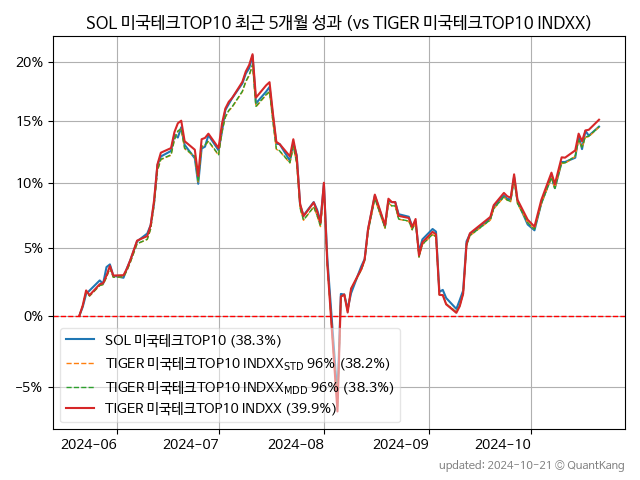 SOL 미국테크TOP10 최근 5개월 성과 (vs TIGER 미국테크TOP10 INDXX)
20%
15%
10%
5%
0%
−5%
SOL 미국테크TOP10 (38.3%)
TIGER 미국테크TOP10 INDXX_STD 96% (38.2%)
TIGER 미국테크TOP10 INDXX_MDD 96% (38.3%)
TIGER 미국테크TOP10 INDXX (39.9%)
2024-06 2024-07 2024-08 2024-09 2024-10
updated: 2024-10-21 © QuantKang